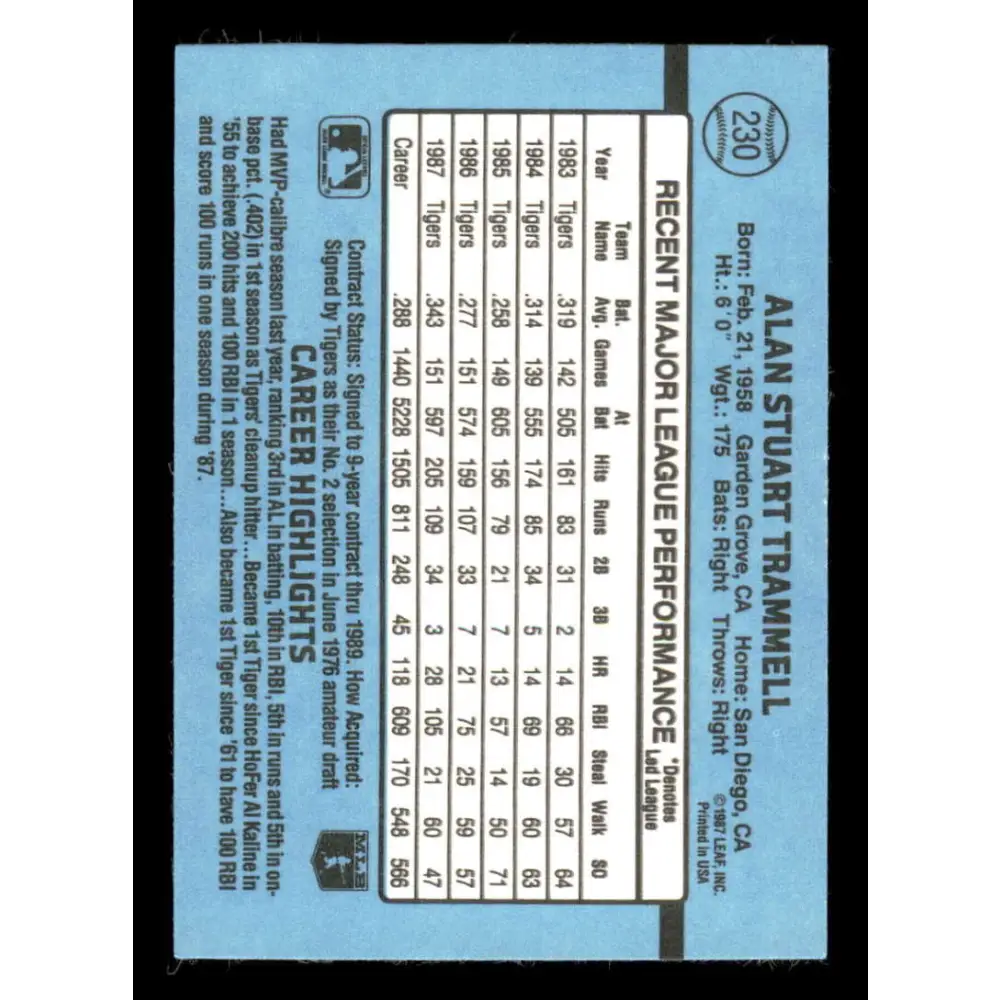 230
ALAN STUART TRAMMELL
Born: Feb. 21, 1958 Garden Grove, CA Home: San Diego, CA
Ht.: 6'0" Wgt.: 175 Bats: Right Throws: Right
©1987 LEAF, INC.
Printed in USA
RECENT MAJOR LEAGUE PERFORMANCE *Denotes Led League
Year Team Name Bat. Avg. Games At Bat Hits Runs 2B 3B HR RBI Steal Walk SO
1983 Tigers .319 142 505 161 83 31 2 14 66 30 57 64
1984 Tigers .314 139 555 174 85 34 5 14 69 19 60 63
1985 Tigers .258 149 605 156 79 21 7 13 57 14 50 71
1986 Tigers .277 151 574 159 107 33 7 21 75 25 59 57
1987 Tigers .343 151 597 205 109 34 3 28 105 21 60 47
Career .288 1440 5228 1505 811 248 45 118 609 170 548 566
Contract Status: Signed to 9-year contract thru 1989. How Acquired:
Signed by Tigers as their No. 2 selection in June 1976 amateur draft
MLB
CAREER HIGHLIGHTS
Had MVP-calibre season last year, ranking 3rd in AL in batting, 10th in RBI, 5th in runs and 5th in on-
base pct. (.402) in 1st season as Tigers' cleanup hitter...Became 1st Tiger since HoFer Al Kaline in
'55 to achieve 200 hits and 100 RBI in 1 season...Also became 1st Tiger since '61 to have 100 RBI
and score 100 runs in one season during '87.